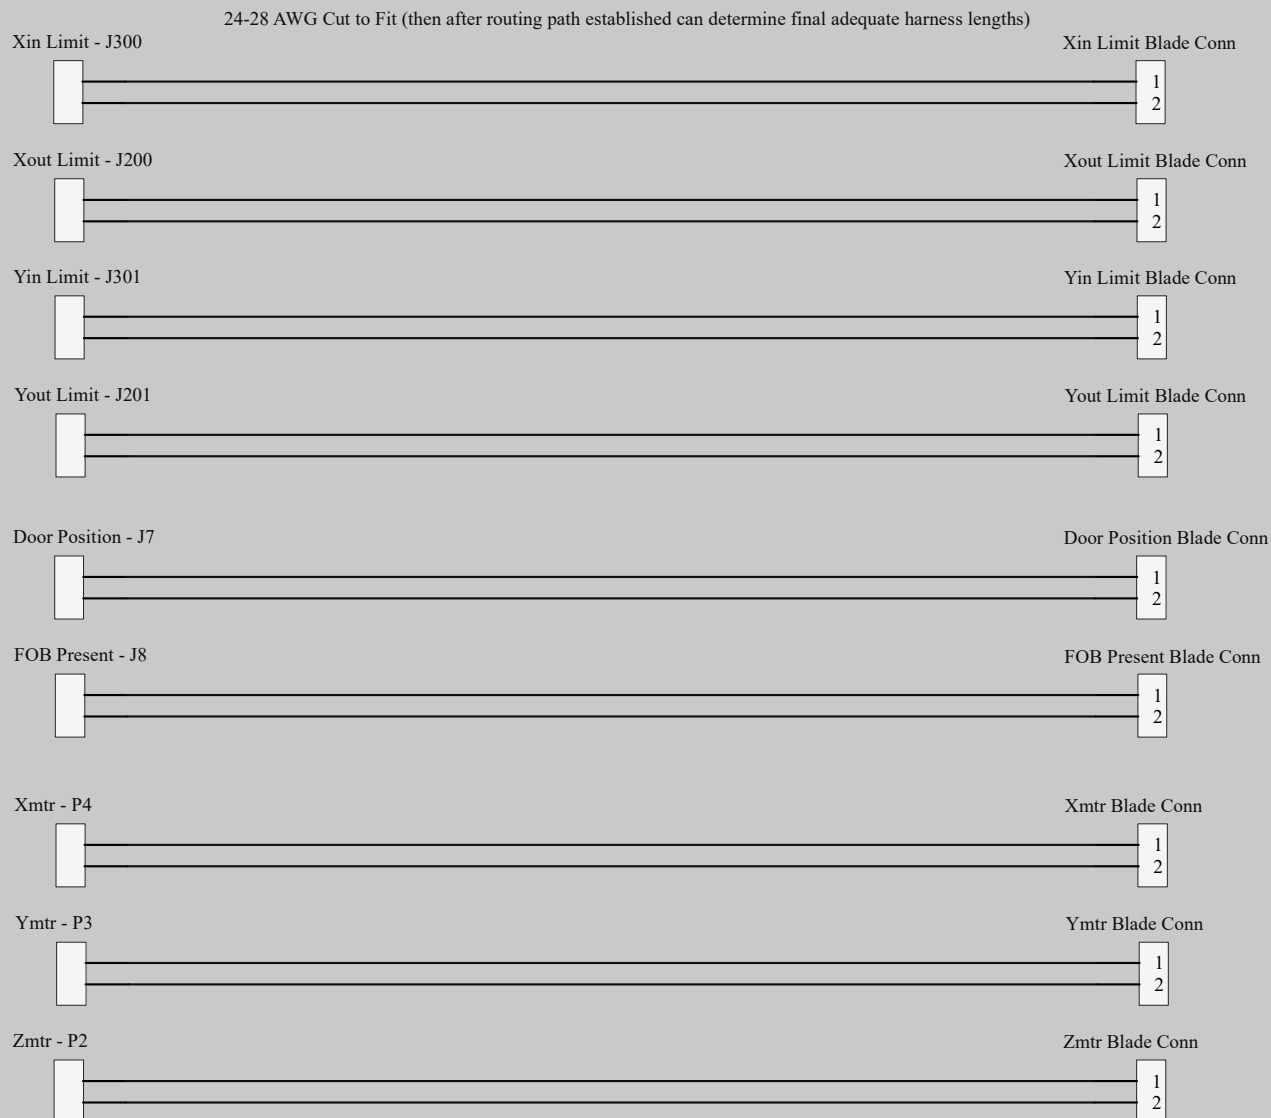 24-28 AWG Cut to Fit (then after routing path established can determine final adequate harness lengths)
Xin Limit - J300
Xin Limit Blade Conn
1
2
Xout Limit - J200
Xout Limit Blade Conn
1
2
Yin Limit - J301
Yin Limit Blade Conn
1
2
Yout Limit - J201
Yout Limit Blade Conn
1
2
Door Position - J7
Door Position Blade Conn
1
2
FOB Present - J8
FOB Present Blade Conn
1
2
Xmtr - P4
Xmtr Blade Conn
1
2
Ymtr - P3
Ymtr Blade Conn
1
2
Zmtr - P2
Zmtr Blade Conn
1
2